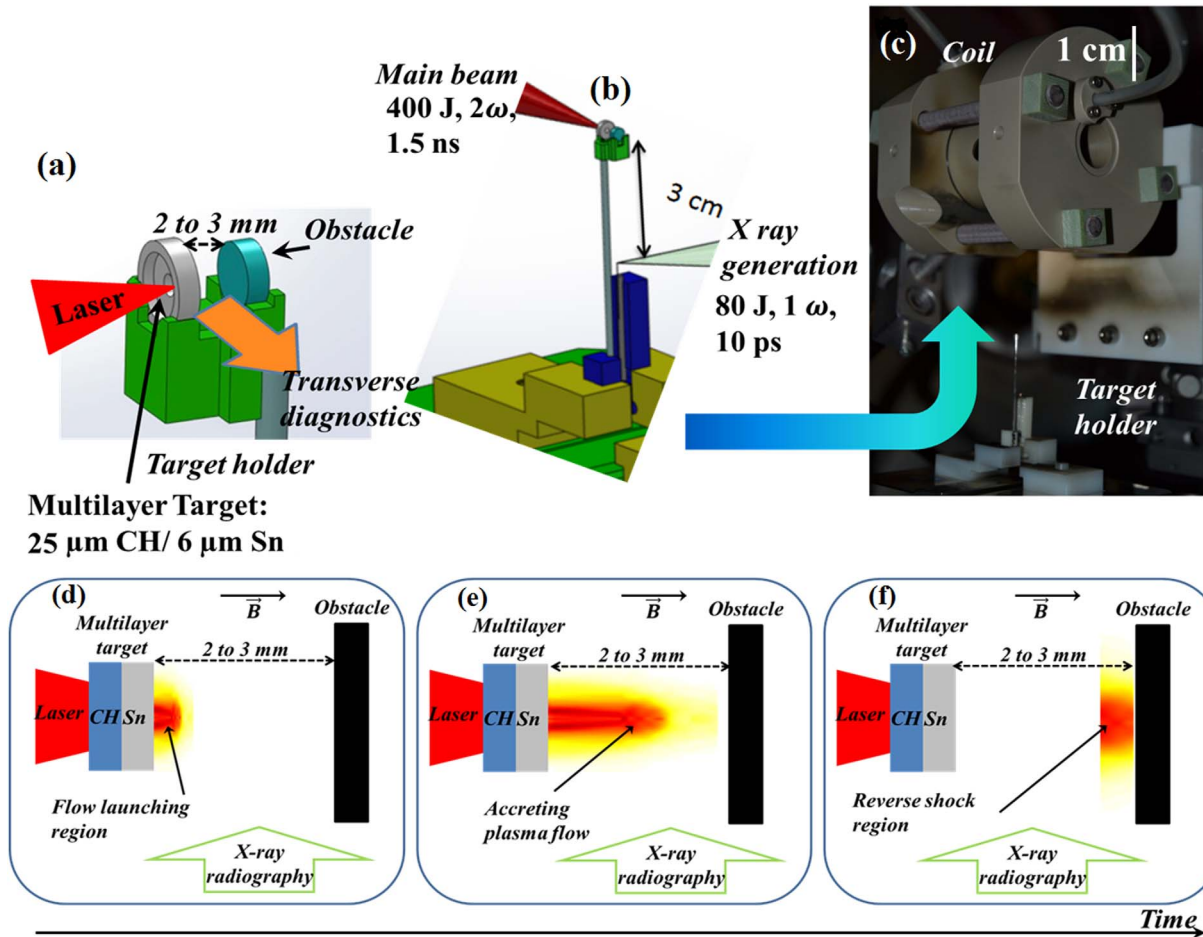 (a)
2 to 3 mm
Obstacle
Laser
Transverse
diagnostics
Target holder
Multilayer Target:
25 μm CH/ 6 μm Sn
(b)
Main beam
400 J, 2ω,
1.5 ns
3 cm
X ray
generation
80 J, 1 ω,
10 ps
(c)
Coil
1 cm
Target
holder
(d)
B
Obstacle
Multilayer
target
2 to 3 mm
Laser
CH
Sn
Flow launching
region
X-ray
radiography
(e)
B
Obstacle
Multilayer
target
2 to 3 mm
Laser
CH
Sn
Accreting
plasma flow
X-ray
radiography
(f)
B
Obstacle
Multilayer
target
2 to 3 mm
Laser
CH
Sn
Reverse shock
region
X-ray
radiography
Time